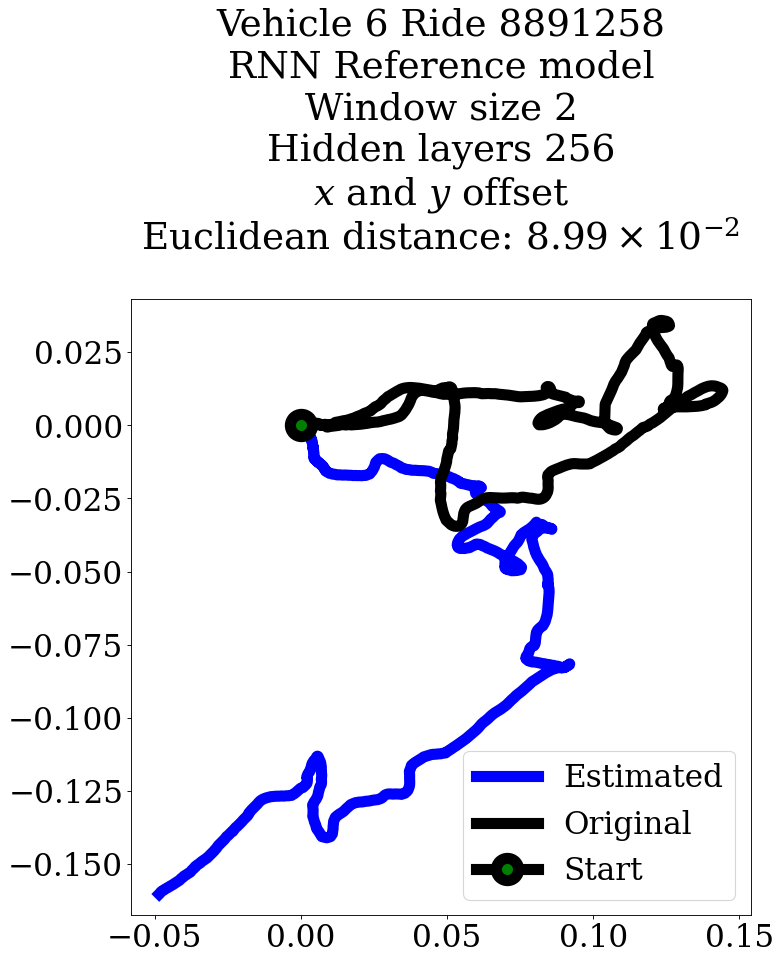 Vehicle 6 Ride 8891258
RNN Reference model
Window size 2
Hidden layers 256
x and y offset
Euclidean distance: 8.99 × 10⁻²
0.025
0.000
−0.025
−0.050
−0.075
−0.100
−0.125
−0.150
Estimated
Original
Start
−0.05 0.00 0.05 0.10 0.15